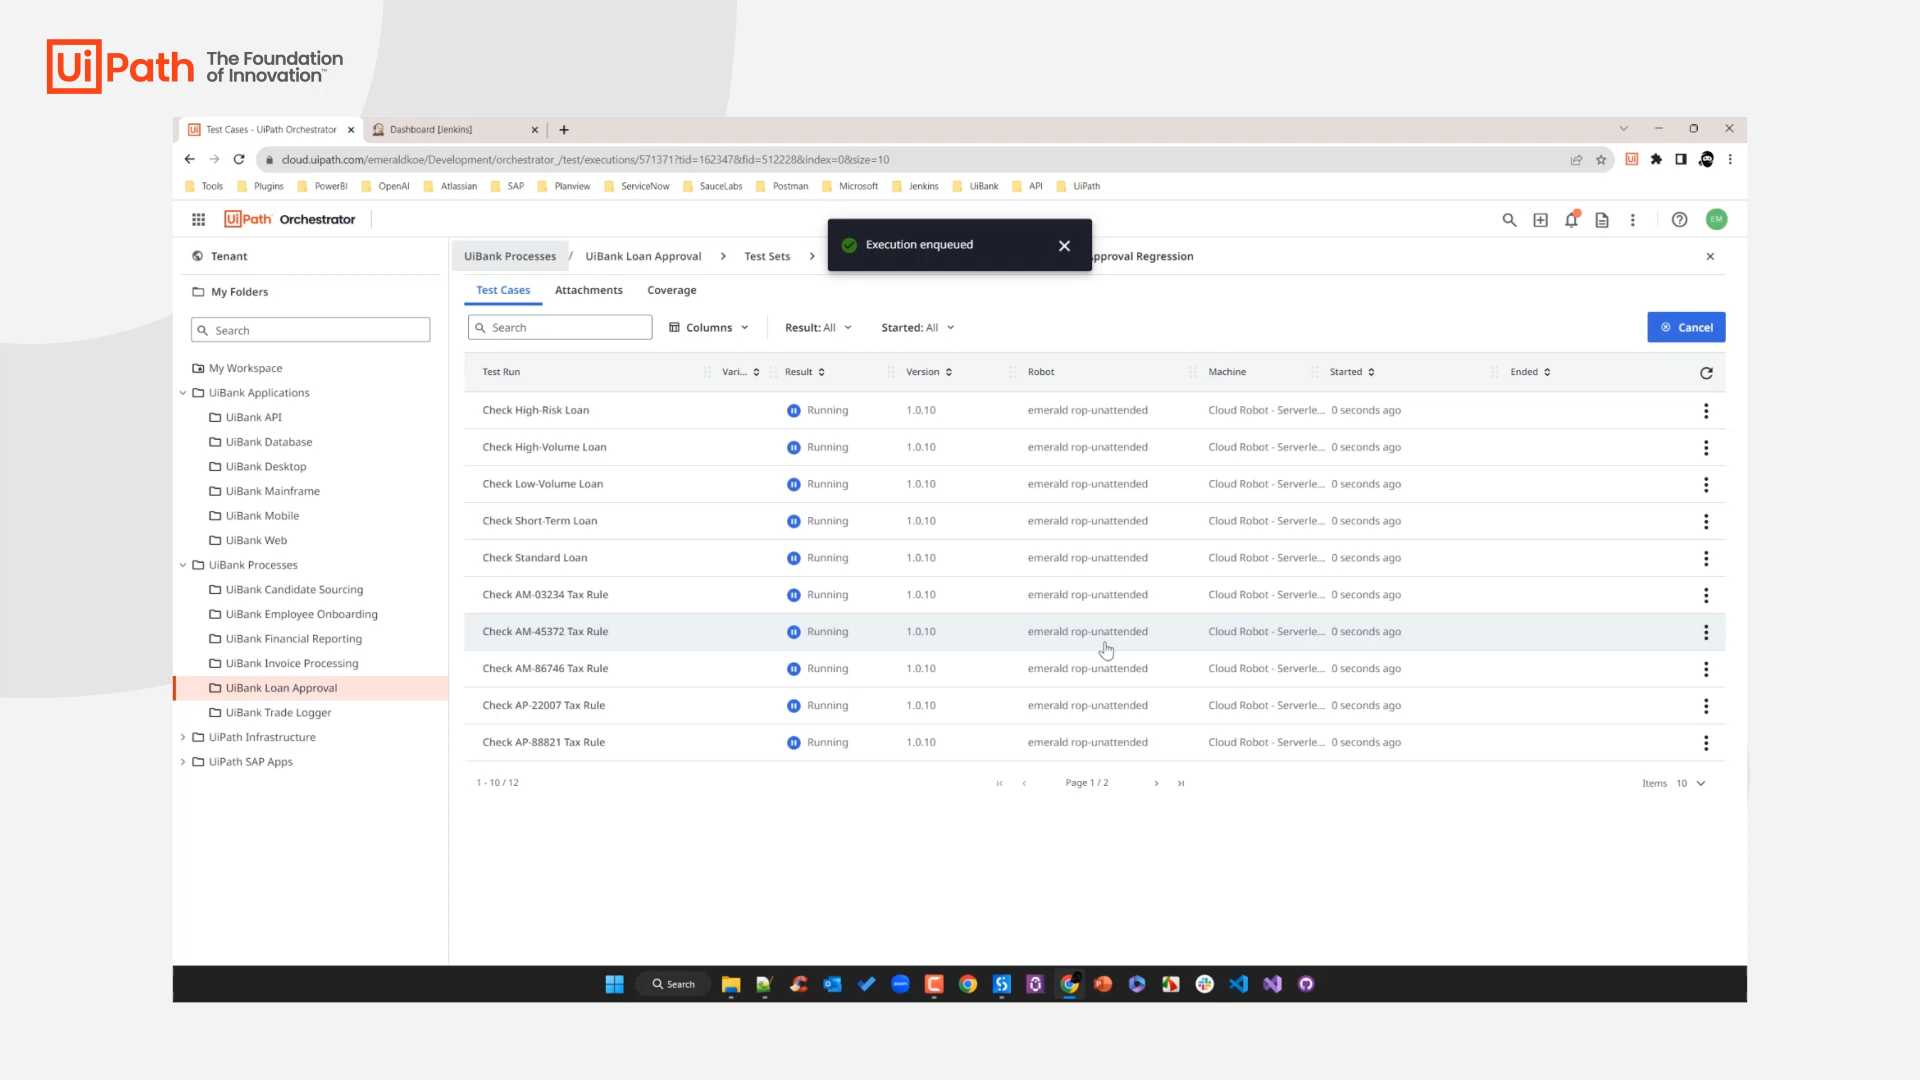 UiPath The Foundation
of Innovation™
Test Cases - UiPath Orchestrator
Dashboard [Jenkins]
cloud.uipath.com/emeraldkoe/Development/orchestrator_/test/executions/571371?tid=162347&fid=512228&index=0&size=10
Tools Plugins PowerBI OpenAI Atlassian SAP Planview ServiceNow SauceLabs Postman Microsoft Jenkins UiBank API UiPath
UiPath Orchestrator
EM
Execution enqueued
Tenant
UiBank Processes / UiBank Loan Approval > Test Sets > pproval Regression
My Folders
Test Cases Attachments Coverage
Search
Search Columns Result: All Started: All Cancel
Test Run Vari... Result Version Robot Machine Started Ended
My Workspace
UiBank Applications
UiBank API
UiBank Database
UiBank Desktop
UiBank Mainframe
UiBank Mobile
UiBank Web
UiBank Processes
UiBank Candidate Sourcing
UiBank Employee Onboarding
UiBank Financial Reporting
UiBank Invoice Processing
UiBank Loan Approval
UiBank Trade Logger
UiPath Infrastructure
UiPath SAP Apps
Check High-Risk Loan Running 1.0.10 emerald rop-unattended Cloud Robot - Serverle... 0 seconds ago
Check High-Volume Loan Running 1.0.10 emerald rop-unattended Cloud Robot - Serverle... 0 seconds ago
Check Low-Volume Loan Running 1.0.10 emerald rop-unattended Cloud Robot - Serverle... 0 seconds ago
Check Short-Term Loan Running 1.0.10 emerald rop-unattended Cloud Robot - Serverle... 0 seconds ago
Check Standard Loan Running 1.0.10 emerald rop-unattended Cloud Robot - Serverle... 0 seconds ago
Check AM-03234 Tax Rule Running 1.0.10 emerald rop-unattended Cloud Robot - Serverle... 0 seconds ago
Check AM-45372 Tax Rule Running 1.0.10 emerald rop-unattended Cloud Robot - Serverle... 0 seconds ago
Check AM-86746 Tax Rule Running 1.0.10 emerald rop-unattended Cloud Robot - Serverle... 0 seconds ago
Check AP-22007 Tax Rule Running 1.0.10 emerald rop-unattended Cloud Robot - Serverle... 0 seconds ago
Check AP-88821 Tax Rule Running 1.0.10 emerald rop-unattended Cloud Robot - Serverle... 0 seconds ago
1 - 10 / 12 Page 1 / 2 Items 10
Search